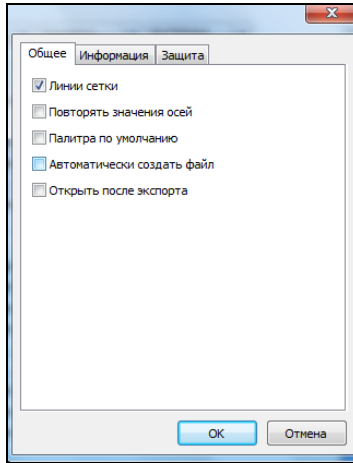 Общее Информация Защита
Линии сетки
Повторять значения осей
Палитра по умолчанию
Автоматически создать файл
Открыть после экспорта
OK Отмена